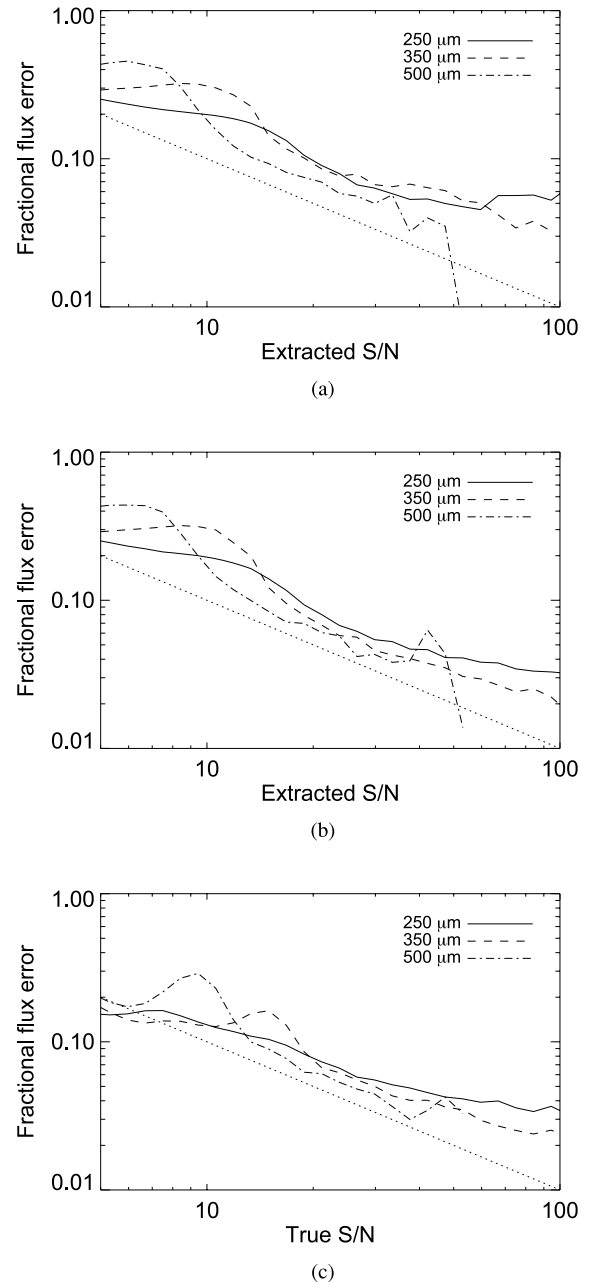 1.00
250 μm
350 μm
500 μm
Fractional flux error
0.10
0.01
10
100
Extracted S/N
(a)
1.00
250 μm
350 μm
500 μm
Fractional flux error
0.10
0.01
10
100
Extracted S/N
(b)
1.00
250 μm
350 μm
500 μm
Fractional flux error
0.10
0.01
10
100
True S/N
(c)